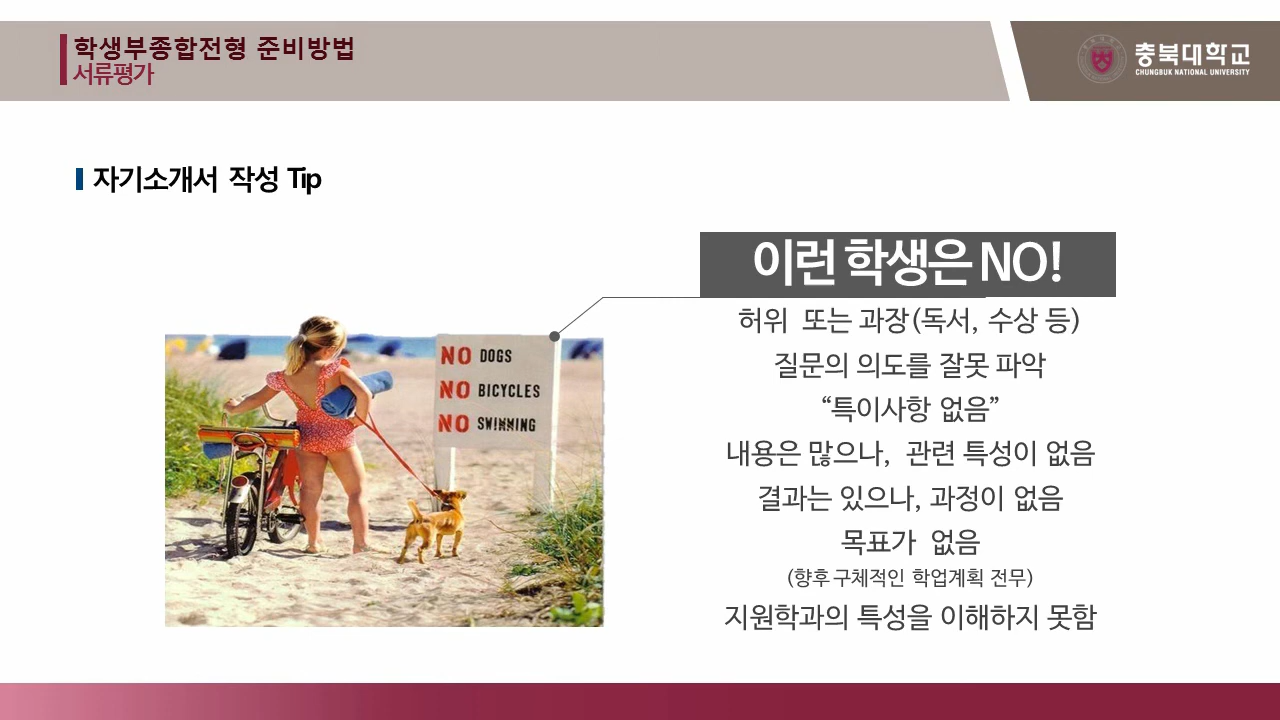 학생부종합전형 준비방법
서류평가
충북대학교
CHUNGBUK NATIONAL UNIVERSITY
자기소개서 작성 Tip
이런 학생은 NO!
허위 또는 과장(독서, 수상 등)
질문의 의도를 잘못 파악
“특이사항 없음”
내용은 많으나, 관련 특성이 없음
결과는 있으나, 과정이 없음
목표가 없음
(향후 구체적인 학업계획 전무)
지원학과의 특성을 이해하지 못함
NO DOGS
NO BICYCLES
NO SWIMMING